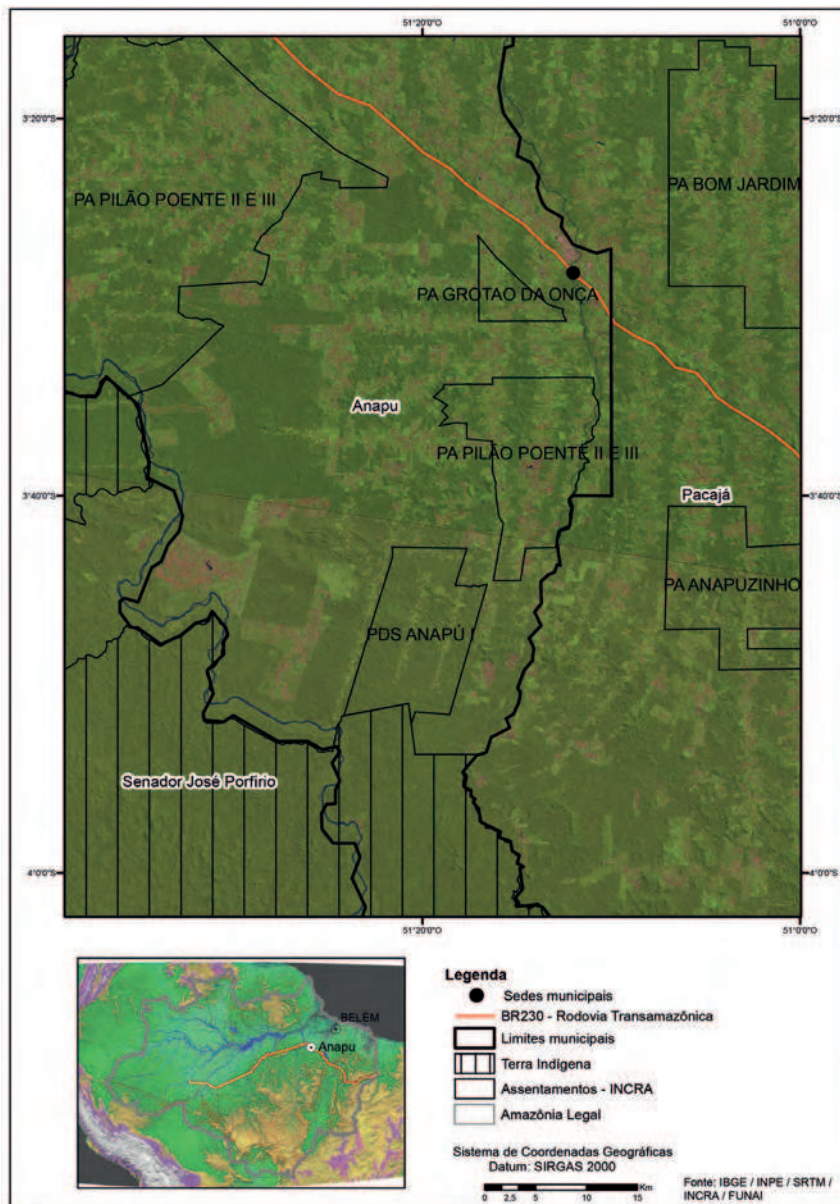 51°20'0"O
51°0'0"O
3°20'0"S
3°20'0"S
PA BOM JARDIM
PA PILÃO POENTE II E III
PA GROTAO DA ONÇA
Anapu
PA PILÃO POENTE II E III
3°40'0"S
Pacajá
3°40'0"S
PA ANAPUZINHO
PDS ANAPÚ I
Senador José Porfírio
4°0'0"S
4°0'0"S
51°20'0"O
51°0'0"O
BELÉM
Anapu
Legenda
Sedes municipais
BR230 - Rodovia Transamazônica
Limites municipais
Terra Indígena
Assentamentos - INCRA
Amazônia Legal
Sistema de Coordenadas Geográficas
Datum: SIRGAS 2000
0 2,5 5 10 15 Km
Fonte: IBGE / INPE / SRTM /
INCRA / FUNAI